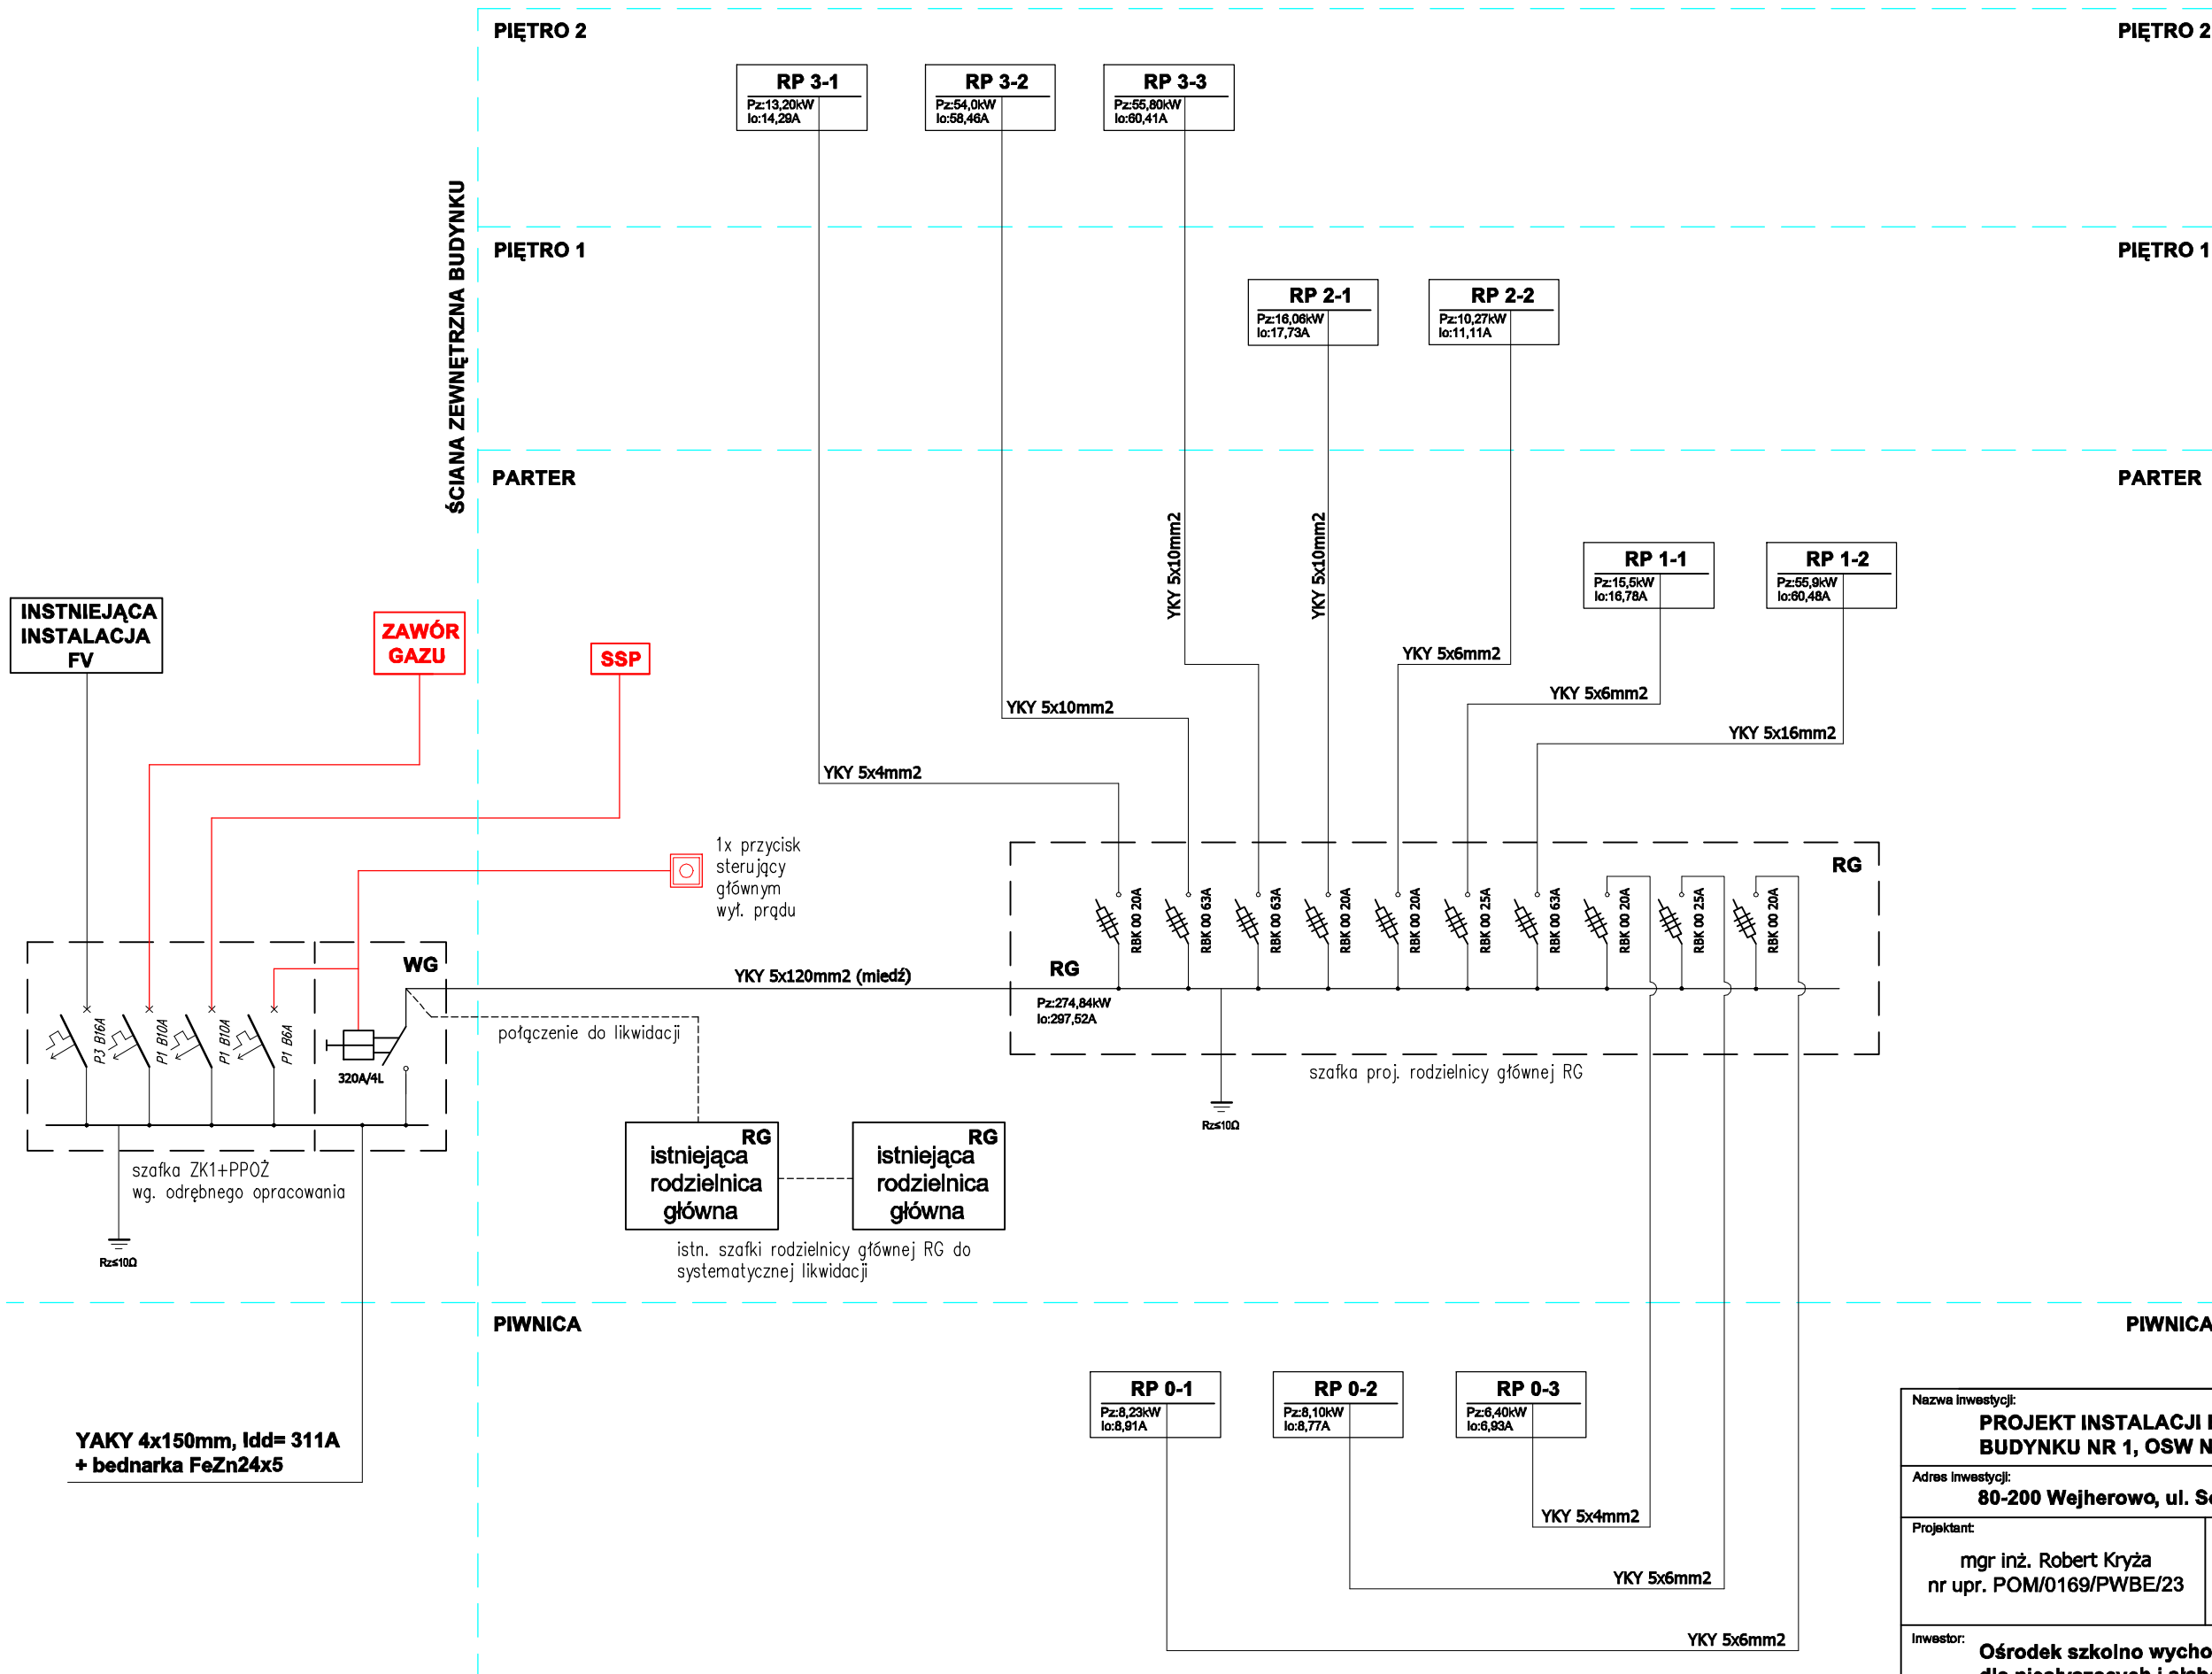 PIĘTRO 2
PIĘTRO 2
RP 3-1
Pz:13,20kW
Io:14,29A
RP 3-2
Pz:54,0kW
Io:58,46A
RP 3-3
Pz:55,80kW
Io:60,41A
ŚCIANA ZEWNĘTRZNA BUDYNKU
PIĘTRO 1
PIĘTRO 1
RP 2-1
Pz:16,06kW
Io:17,73A
RP 2-2
Pz:10,27kW
Io:11,11A
PARTER
PARTER
YKY 5x10mm2
YKY 5x10mm2
RP 1-1
Pz:15,5kW
Io:16,78A
RP 1-2
Pz:55,9kW
Io:60,48A
INSTNIEJĄCA
INSTALACJA
FV
ZAWÓR
GAZU
SSP
YKY 5x6mm2
YKY 5x6mm2
YKY 5x10mm2
YKY 5x16mm2
YKY 5x4mm2
1x przycisk
sterujący
głównym
wył. prądu
RG
RBK 00 20A
RBK 00 63A
RBK 00 63A
RBK 00 20A
RBK 00 20A
RBK 00 25A
RBK 00 63A
RBK 00 20A
RBK 00 25A
RBK 00 20A
WG
RG
YKY 5x120mm2 (miedź)
Pz:274,84kW
Io:297,52A
P3 B16A
P1 B10A
P1 B10A
P1 B6A
320A/4L
połączenie do likwidacji
szafka proj. rodzielnicy głównej RG
Rz≤10Ω
RG
istniejąca
rodzielnica
główna
RG
istniejąca
rodzielnica
główna
szafka ZK1+PPOŻ
wg. odrębnego opracowania
Rz≤10Ω
istn. szafki rodzielnicy głównej RG do
systematycznej likwidacji
PIWNICA
PIWNICA
RP 0-1
Pz:8,23kW
Io:8,91A
RP 0-2
Pz:8,10kW
Io:8,77A
RP 0-3
Pz:6,40kW
Io:6,93A
YAKY 4x150mm, Idd= 311A
+ bednarka FeZn24x5
YKY 5x4mm2
YKY 5x6mm2
YKY 5x6mm2
Nazwa inwestycji:
PROJEKT INSTALACJI
BUDYNKU NR 1, OSW
Adres inwestycji:
80-200 Wejherowo, ul.
Projektant:
mgr inż. Robert Kryża
nr upr. POM/0169/PWBE/23
Inwestor:
Ośrodek szkolno